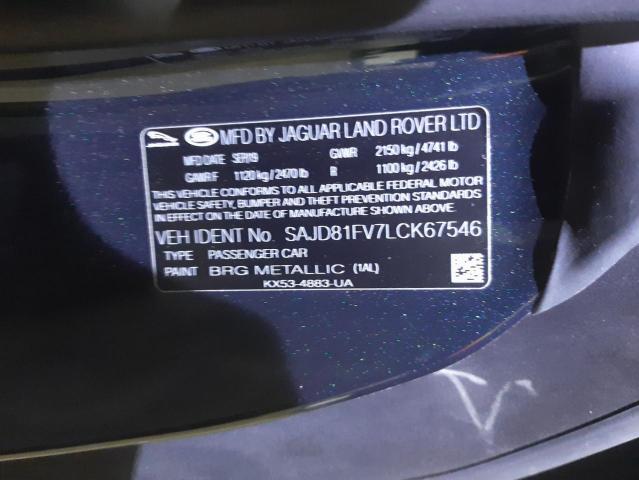 MFD BY JAGUAR LAND ROVER LTD
MFD DATE SEP/19 GVWR 2150 kg / 4741 lb
GAWR F 1120 kg / 2470 lb R 1100 kg / 2426 lb
THIS VEHICLE CONFORMS TO ALL APPLICABLE FEDERAL MOTOR
VEHICLE SAFETY, BUMPER AND THEFT PREVENTION STANDARDS
IN EFFECT ON THE DATE OF MANUFACTURE SHOWN ABOVE.
VEH IDENT No. SAJD81FV7LCK67546
TYPE PASSENGER CAR
PAINT BRG METALLIC (1AL)
KX53-4883-UA